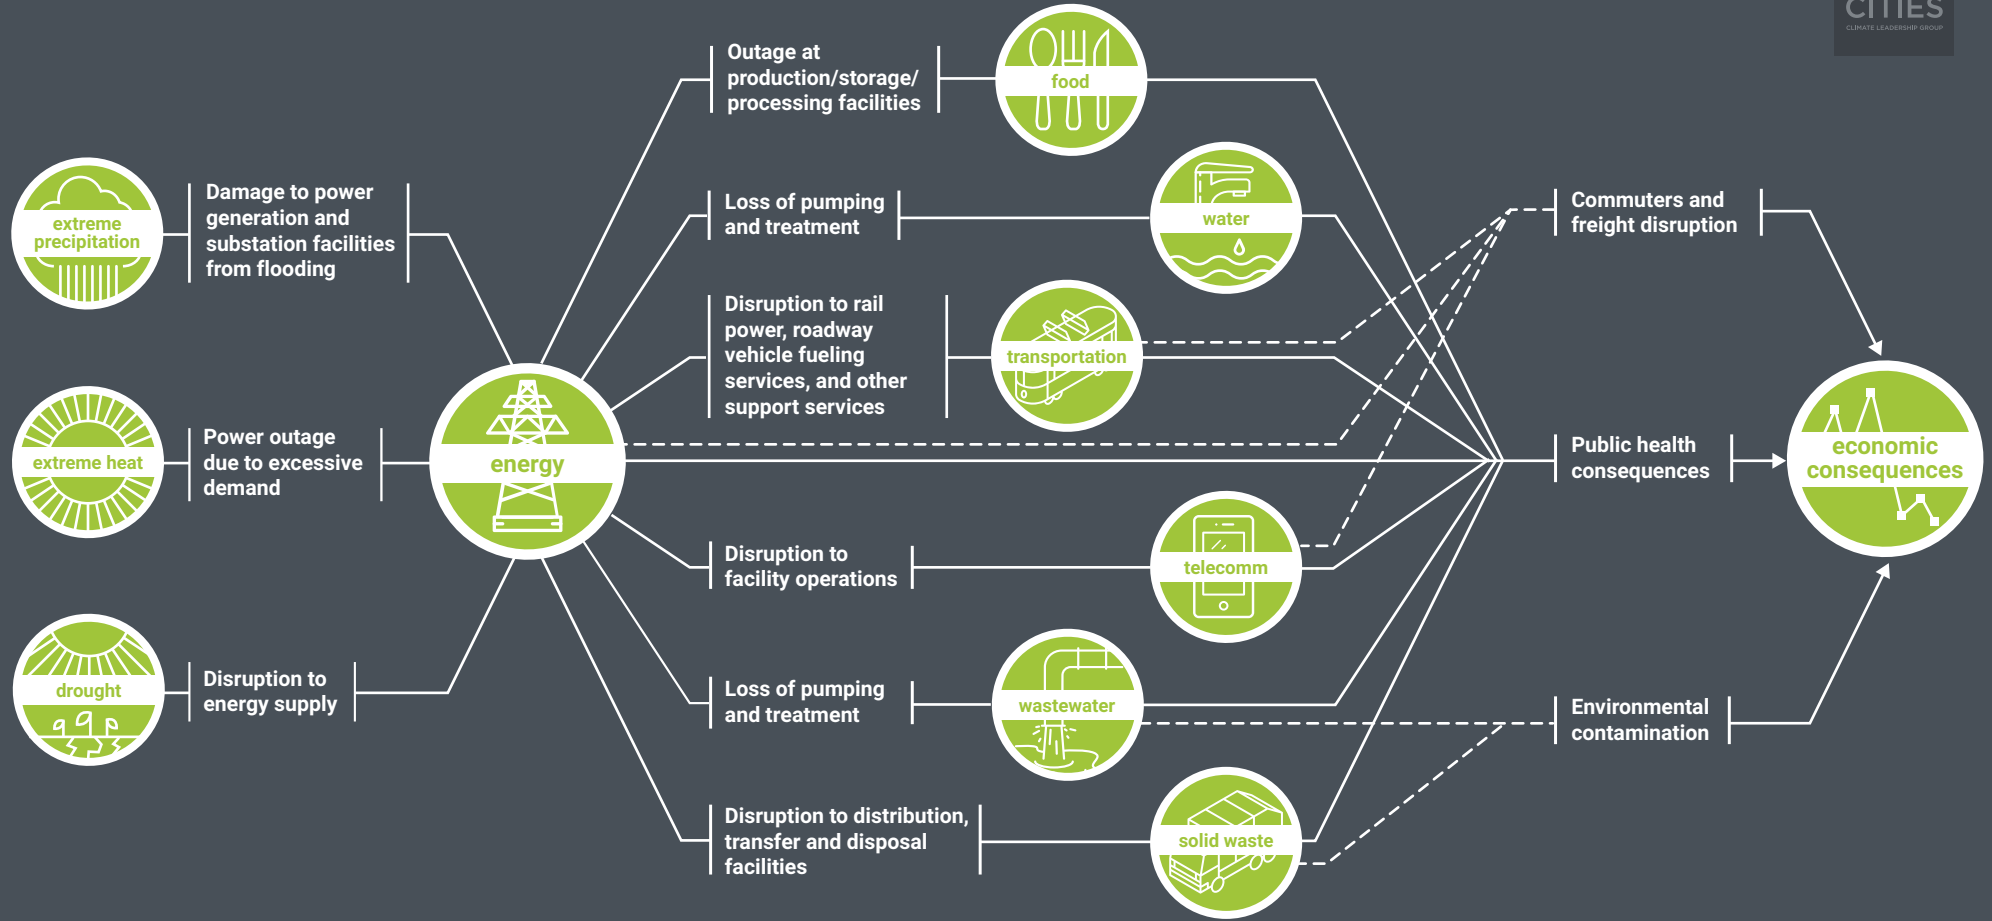 CITIES
CLIMATE LEADERSHIP GROUP
extreme
precipitation
Damage to power
generation and
substation facilities
from flooding
extreme heat
Power outage
due to excessive
demand
drought
Disruption to
energy supply
energy
Outage at
production/storage/
processing facilities
food
Loss of pumping
and treatment
water
Disruption to rail
power, roadway
vehicle fueling
services, and other
support services
transportation
Disruption to
facility operations
telecomm
Loss of pumping
and treatment
wastewater
Disruption to distribution,
transfer and disposal
facilities
solid waste
Commuters and
freight disruption
Public health
consequences
Environmental
contamination
economic
consequences